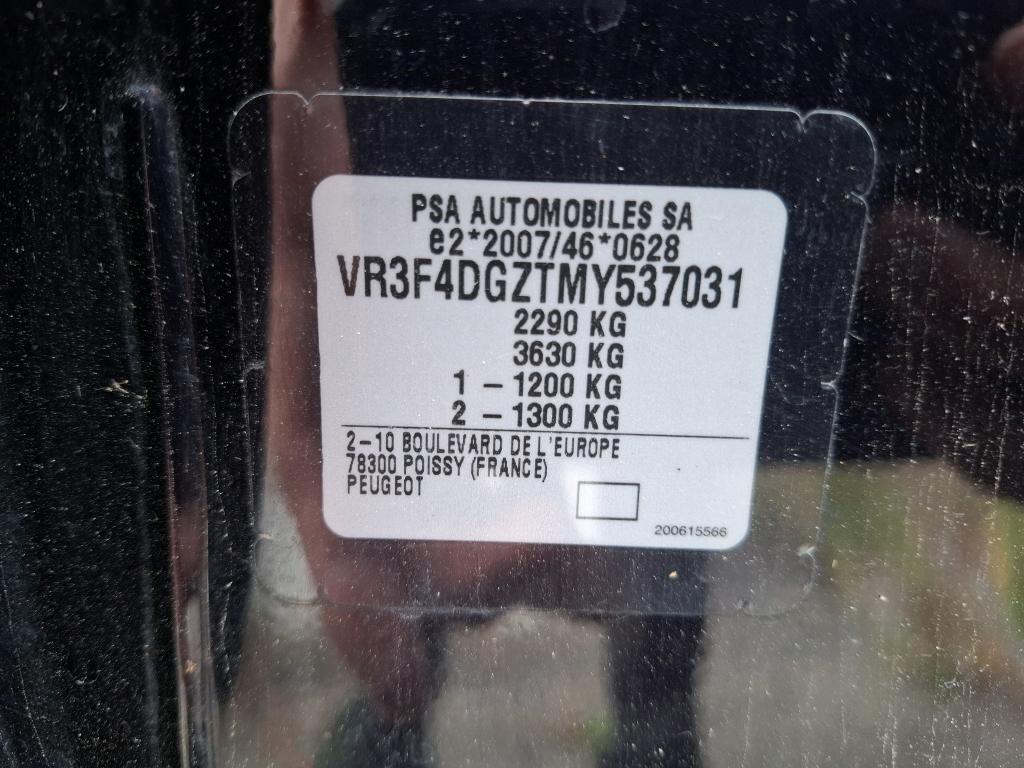 PSA AUTOMOBILES SA
e2*2007/46*0628
VR3F4DGZTMY537031
2290 KG
3630 KG
1 - 1200 KG
2 - 1300 KG
2-10 BOULEVARD DE L'EUROPE
78300 POISSY (FRANCE)
PEUGEOT
200615566